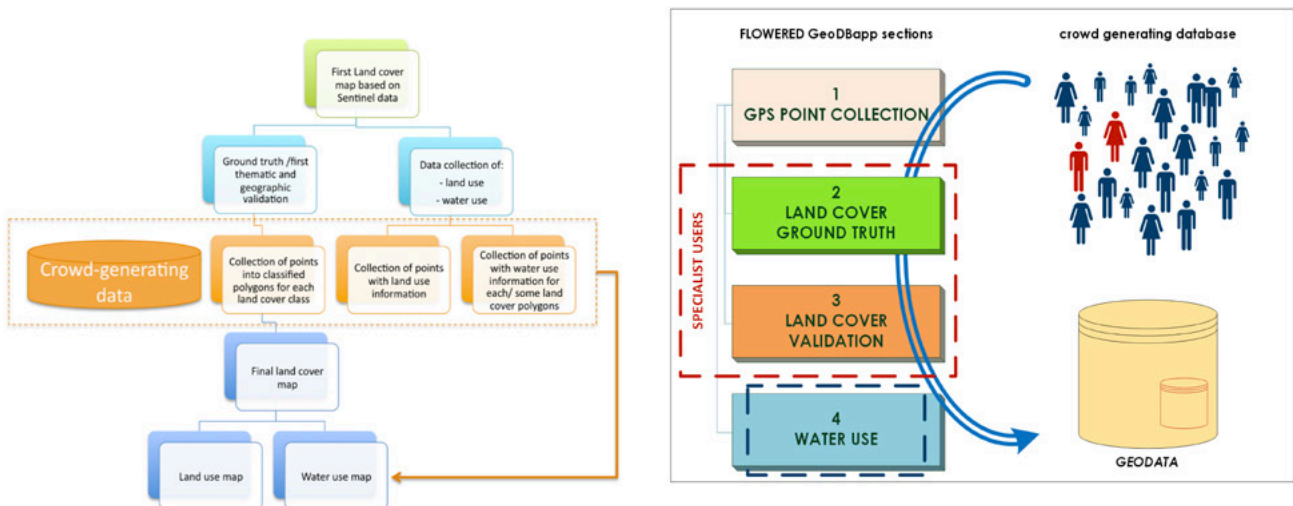 First Land cover
map based on
Sentinel data
Ground truth /first
thematic and
geographic
validation
Data collection of:
- land use
- water use
Crowd-generating
data
Collection of points
into classified
polygons for each
land cover class
Collection of points
with land use
information
Collection of points
with water use
information for
each/ some land
cover polygons
Final land cover
map
Land use map
Water use map
FLOWERED GeoDBapp sections
1
GPS POINT COLLECTION
SPECIALIST USERS
2
LAND COVER
GROUND TRUTH
3
LAND COVER
VALIDATION
4
WATER USE
crowd generating database
GEODATA